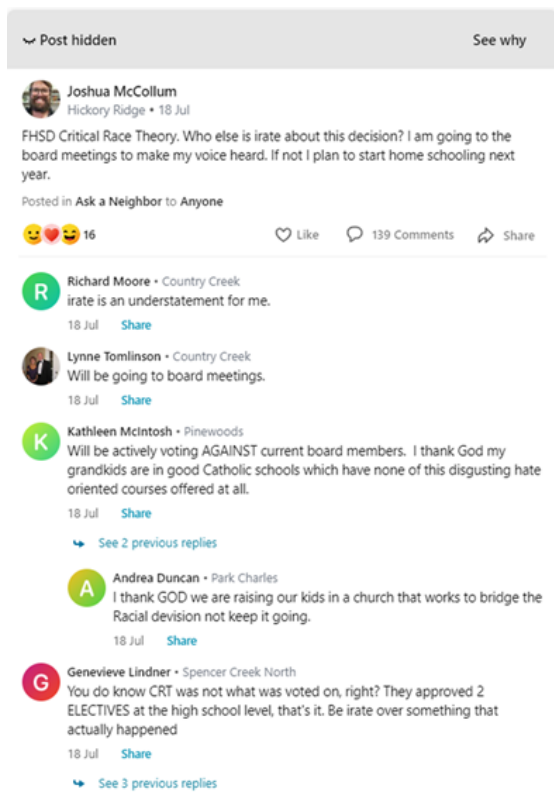 Post hidden See why
Joshua McCollum
Hickory Ridge • 18 Jul
FHSD Critical Race Theory. Who else is irate about this decision? I am going to the
board meetings to make my voice heard. If not I plan to start home schooling next
year.
Posted in Ask a Neighbor to Anyone
16 Like 139 Comments Share
R
Richard Moore • Country Creek
irate is an understatement for me.
18 Jul Share
Lynne Tomlinson • Country Creek
Will be going to board meetings.
18 Jul Share
K
Kathleen McIntosh • Pinewoods
Will be actively voting AGAINST current board members. I thank God my
grandkids are in good Catholic schools which have none of this disgusting hate
oriented courses offered at all.
18 Jul Share
See 2 previous replies
A
Andrea Duncan • Park Charles
I thank GOD we are raising our kids in a church that works to bridge the
Racial devision not keep it going.
18 Jul Share
G
Genevieve Lindner • Spencer Creek North
You do know CRT was not what was voted on, right? They approved 2
ELECTIVES at the high school level, that's it. Be irate over something that
actually happened
18 Jul Share
See 3 previous replies